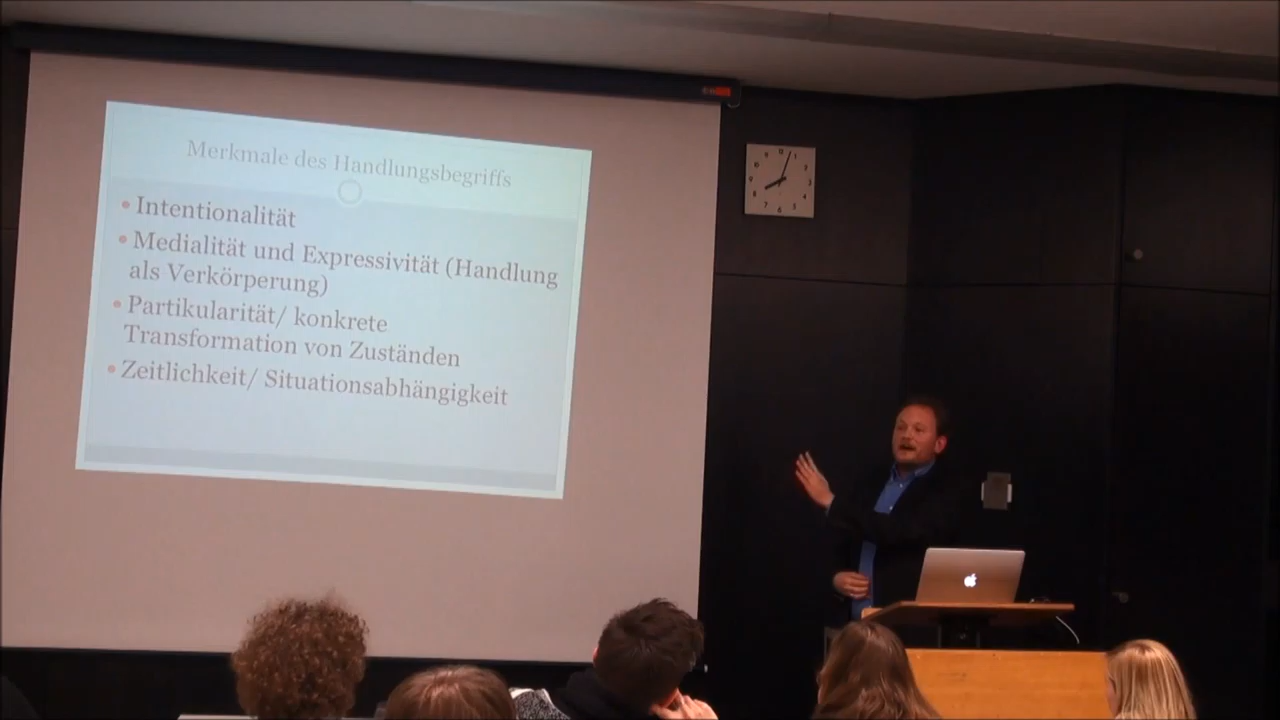 Merkmale des Handlungsbegriffs
• Intentionalität
• Medialität und Expressivität (Handlung
als Verkörperung)
• Partikularität/ konkrete
Transformation von Zuständen
• Zeitlichkeit/ Situationsabhängigkeit